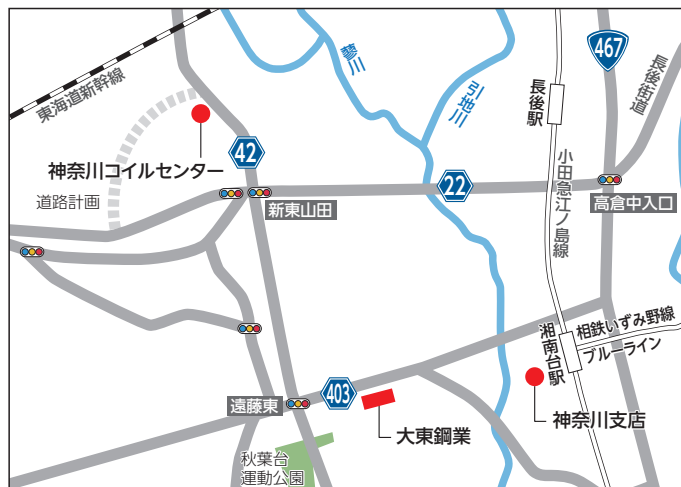 東海道新幹線
蓼川
引地川
467
長後街道
長後駅
神奈川コイルセンター
42
道路計画
22
小田急江ノ島線
新東山田
高倉中入口
湘南台駅
相鉄いずみ野線
ブルーライン
遠藤東
403
神奈川支店
大東鋼業
秋葉台
運動公園